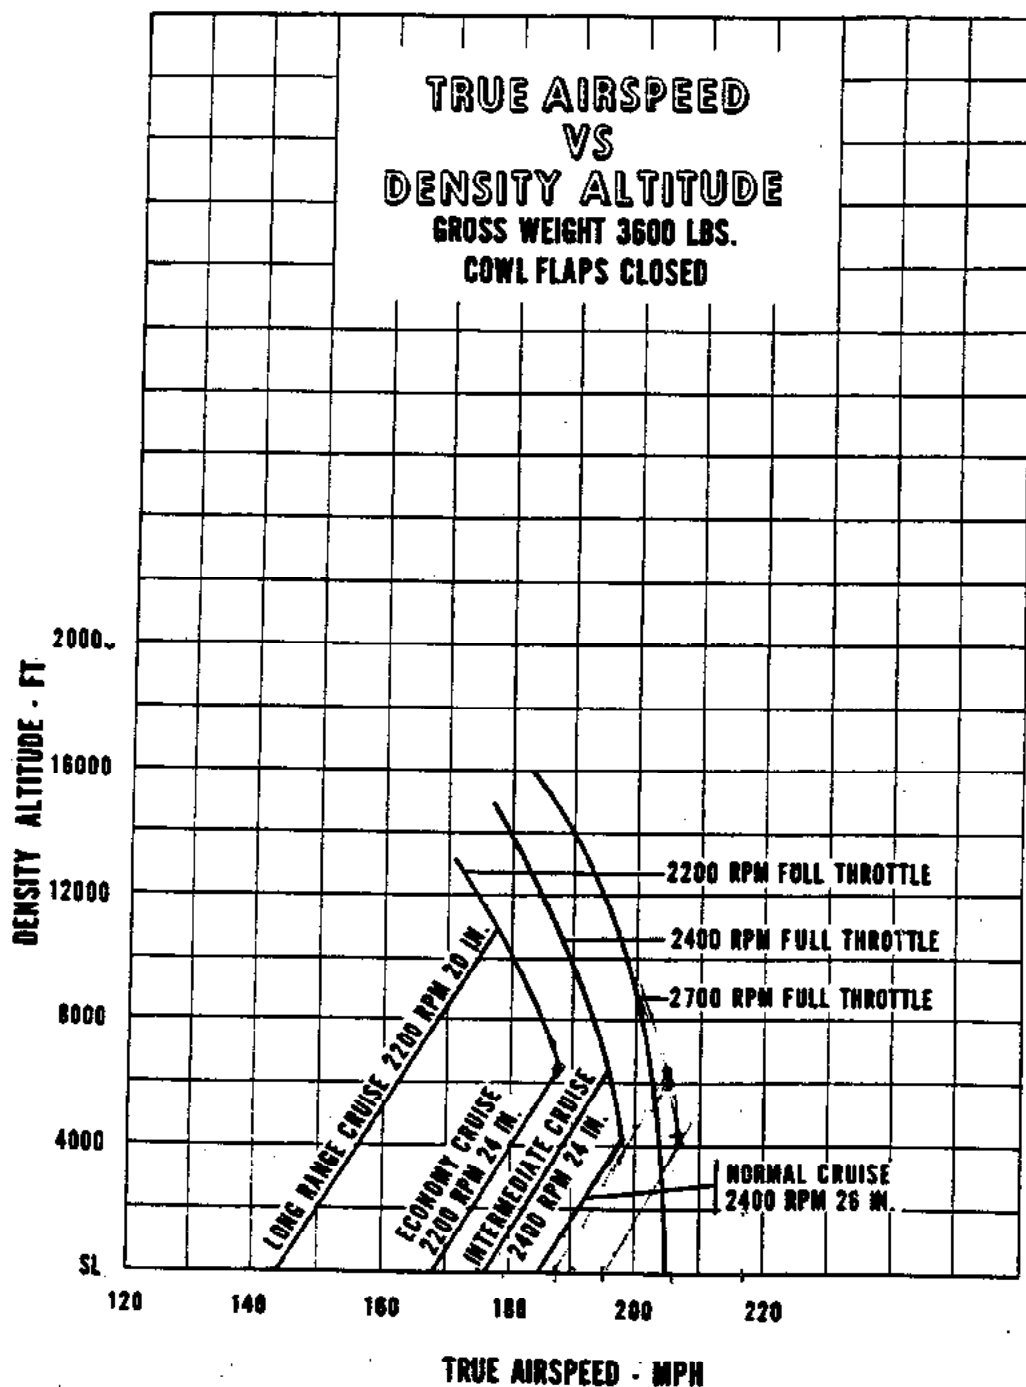 TRUE AIRSPEED
VS
DENSITY ALTITUDE
GROSS WEIGHT 3600 LBS.
COWL FLAPS CLOSED
DENSITY ALTITUDE - FT
2000
16000
12000
8000
4000
SL
2200 RPM FULL THROTTLE
2400 RPM FULL THROTTLE
2700 RPM FULL THROTTLE
LONG RANGE CRUISE 2200 RPM 20 IN.
ECONOMY CRUISE
2200 RPM 24 IN.
INTERMEDIATE CRUISE
2400 RPM 24 IN.
NORMAL CRUISE
2400 RPM 26 IN.
120 140 160 180 200 220
TRUE AIRSPEED - MPH